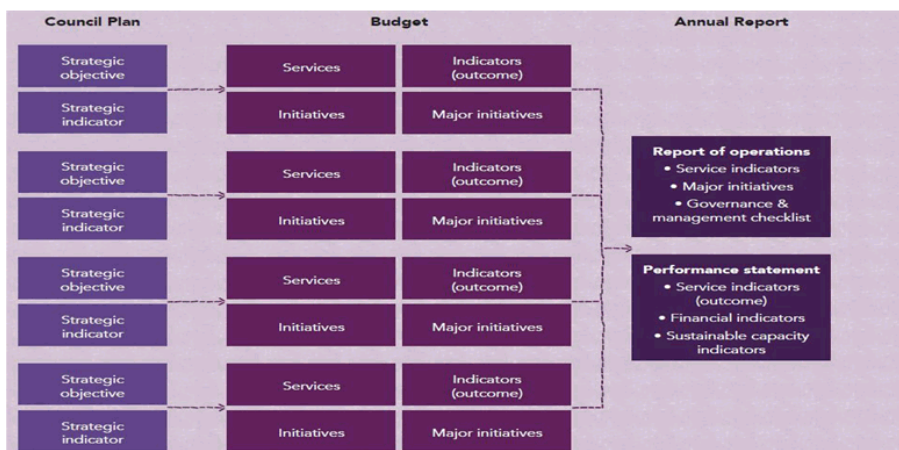 Council Plan
Budget
Annual Report
Strategic
objective
Services
Indicators
(outcome)
Strategic
indicator
Initiatives
Major initiatives
Strategic
objective
Services
Indicators
(outcome)
Strategic
indicator
Initiatives
Major initiatives
Strategic
objective
Services
Indicators
(outcome)
Strategic
indicator
Initiatives
Major initiatives
Strategic
objective
Services
Indicators
(outcome)
Strategic
indicator
Initiatives
Major initiatives
Report of operations
• Service indicators
• Major initiatives
• Governance &
management checklist
Performance statement
• Service indicators
(outcome)
• Financial indicators
• Sustainable capacity
indicators